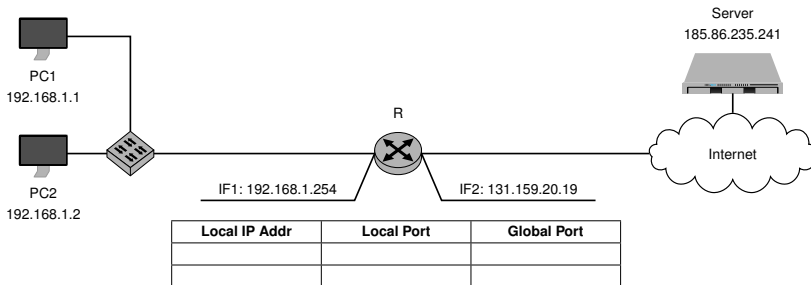 Server
185.86.235.241
PC1
192.168.1.1
R
Internet
PC2
192.168.1.2
IF1: 192.168.1.254
IF2: 131.159.20.19
Local IP Addr Local Port Global Port